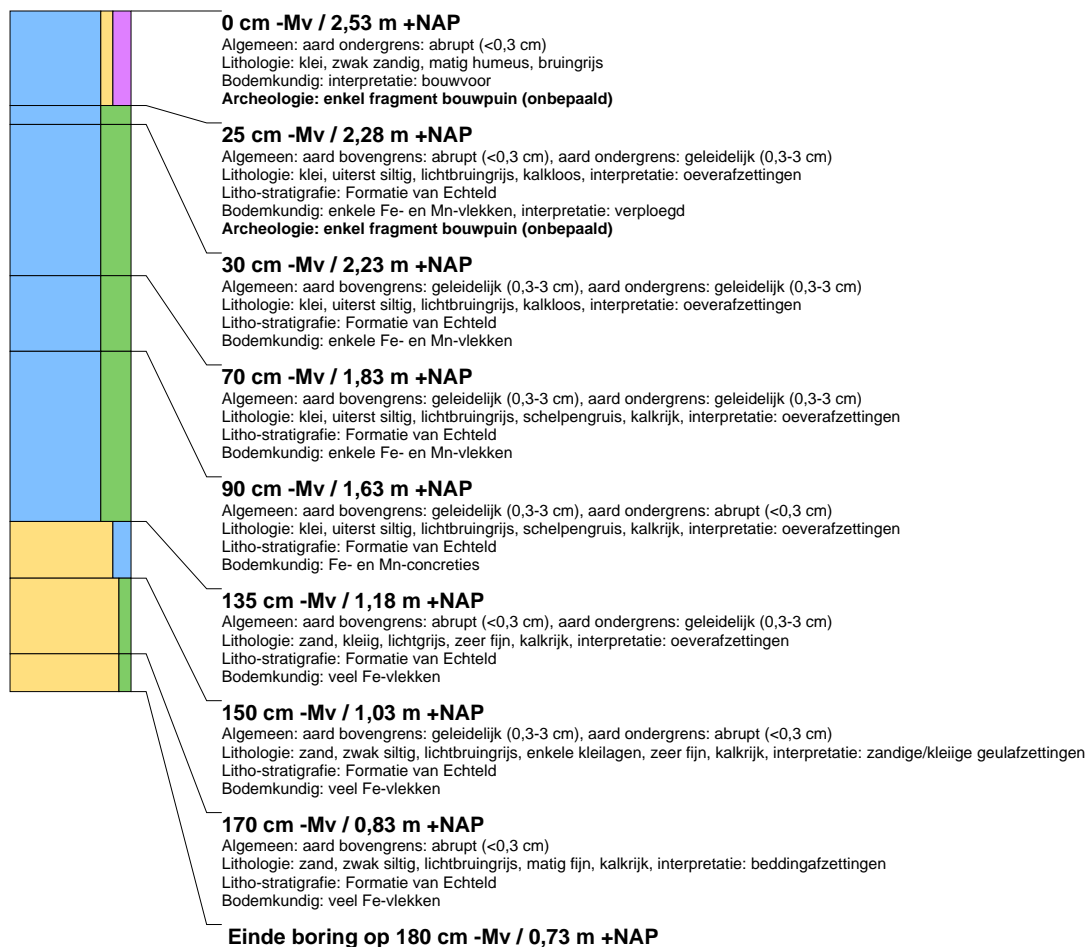 0 cm -Mv / 2,53 m +NAP
Algemeen: aard ondergrens: abrupt (<0,3 cm)
Lithologie: klei, zwak zandig, matig humeus, bruingrijs
Bodemkundig: interpretatie: bouwvoor
Archeologie: enkel fragment bouwpuin (onbepaald)
25 cm -Mv / 2,28 m +NAP
Algemeen: aard bovengrens: abrupt (<0,3 cm), aard ondergrens: geleidelijk (0,3-3 cm)
Lithologie: klei, uiterst siltig, lichtbruingrijs, kalkloos, interpretatie: oeverafzettingen
Litho-stratigrafie: Formatie van Echteld
Bodemkundig: enkele Fe- en Mn-vlekken, interpretatie: verploegd
Archeologie: enkel fragment bouwpuin (onbepaald)
30 cm -Mv / 2,23 m +NAP
Algemeen: aard bovengrens: geleidelijk (0,3-3 cm), aard ondergrens: geleidelijk (0,3-3 cm)
Lithologie: klei, uiterst siltig, lichtbruingrijs, kalkloos, interpretatie: oeverafzettingen
Litho-stratigrafie: Formatie van Echteld
Bodemkundig: enkele Fe- en Mn-vlekken
70 cm -Mv / 1,83 m +NAP
Algemeen: aard bovengrens: geleidelijk (0,3-3 cm), aard ondergrens: geleidelijk (0,3-3 cm)
Lithologie: klei, uiterst siltig, lichtbruingrijs, schelpengruis, kalkrijk, interpretatie: oeverafzettingen
Litho-stratigrafie: Formatie van Echteld
Bodemkundig: enkele Fe- en Mn-vlekken
90 cm -Mv / 1,63 m +NAP
Algemeen: aard bovengrens: geleidelijk (0,3-3 cm), aard ondergrens: abrupt (<0,3 cm)
Lithologie: klei, uiterst siltig, lichtbruingrijs, schelpengruis, kalkrijk, interpretatie: oeverafzettingen
Litho-stratigrafie: Formatie van Echteld
Bodemkundig: Fe- en Mn-concreties
135 cm -Mv / 1,18 m +NAP
Algemeen: aard bovengrens: abrupt (<0,3 cm), aard ondergrens: geleidelijk (0,3-3 cm)
Lithologie: zand, kleiig, lichtgrijs, zeer fijn, kalkrijk, interpretatie: oeverafzettingen
Litho-stratigrafie: Formatie van Echteld
Bodemkundig: veel Fe-vlekken
150 cm -Mv / 1,03 m +NAP
Algemeen: aard bovengrens: geleidelijk (0,3-3 cm), aard ondergrens: abrupt (<0,3 cm)
Lithologie: zand, zwak siltig, lichtbruingrijs, enkele kleilagen, zeer fijn, kalkrijk, interpretatie: zandige/kleiige geulafzettingen
Litho-stratigrafie: Formatie van Echteld
Bodemkundig: veel Fe-vlekken
170 cm -Mv / 0,83 m +NAP
Algemeen: aard bovengrens: abrupt (<0,3 cm)
Lithologie: zand, zwak siltig, lichtbruingrijs, matig fijn, kalkrijk, interpretatie: beddingafzettingen
Litho-stratigrafie: Formatie van Echteld
Bodemkundig: veel Fe-vlekken
Einde boring op 180 cm -Mv / 0,73 m +NAP